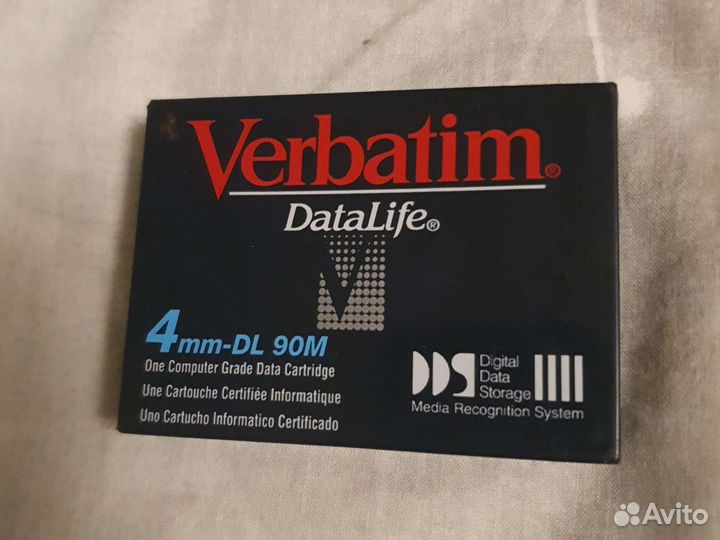 Verbatim®
DataLife®
4mm-DL 90M
One Computer Grade Data Cartridge
Une Cartouche Certifiée Informatique
Uno Cartucho Informatico Certificado
DDS Digital
Data
Storage
Media Recognition System
Avito